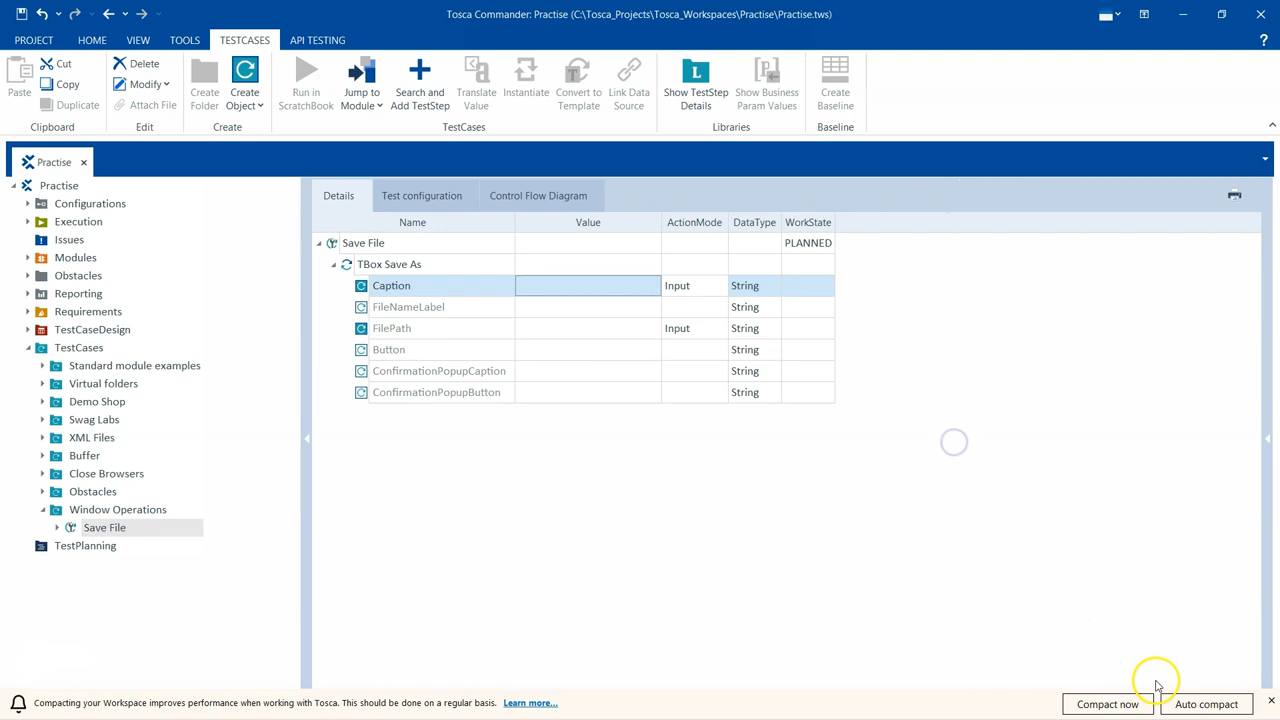 Tosca Commander: Practise (C:\Tosca_Projects\Tosca_Workspaces\Practise\Practise.tws)
PROJECT HOME VIEW TOOLS TESTCASES API TESTING ?
Paste Cut Copy Duplicate
Clipboard
Delete Modify Attach File
Edit
Create Folder Create Object
Create
Run in ScratchBook Jump to Module Search and Add TestStep Translate Value Instantiate Convert to Template Link Data Source
TestCases
Show TestStep Details Show Business Param Values
Libraries
Create Baseline
Baseline
Practise
Practise
Configurations
Execution
Issues
Modules
Obstacles
Reporting
Requirements
TestCaseDesign
TestCases
Standard module examples
Virtual folders
Demo Shop
Swag Labs
XML Files
Buffer
Close Browsers
Obstacles
Window Operations
Save File
TestPlanning
Details Test configuration Control Flow Diagram
Name Value ActionMode DataType WorkState
Save File PLANNED
TBox Save As
Caption Input String
FileNameLabel String
FilePath Input String
Button String
ConfirmationPopupCaption String
ConfirmationPopupButton String
Compacting your Workspace improves performance when working with Tosca. This should be done on a regular basis. Learn more... Compact now Auto compact